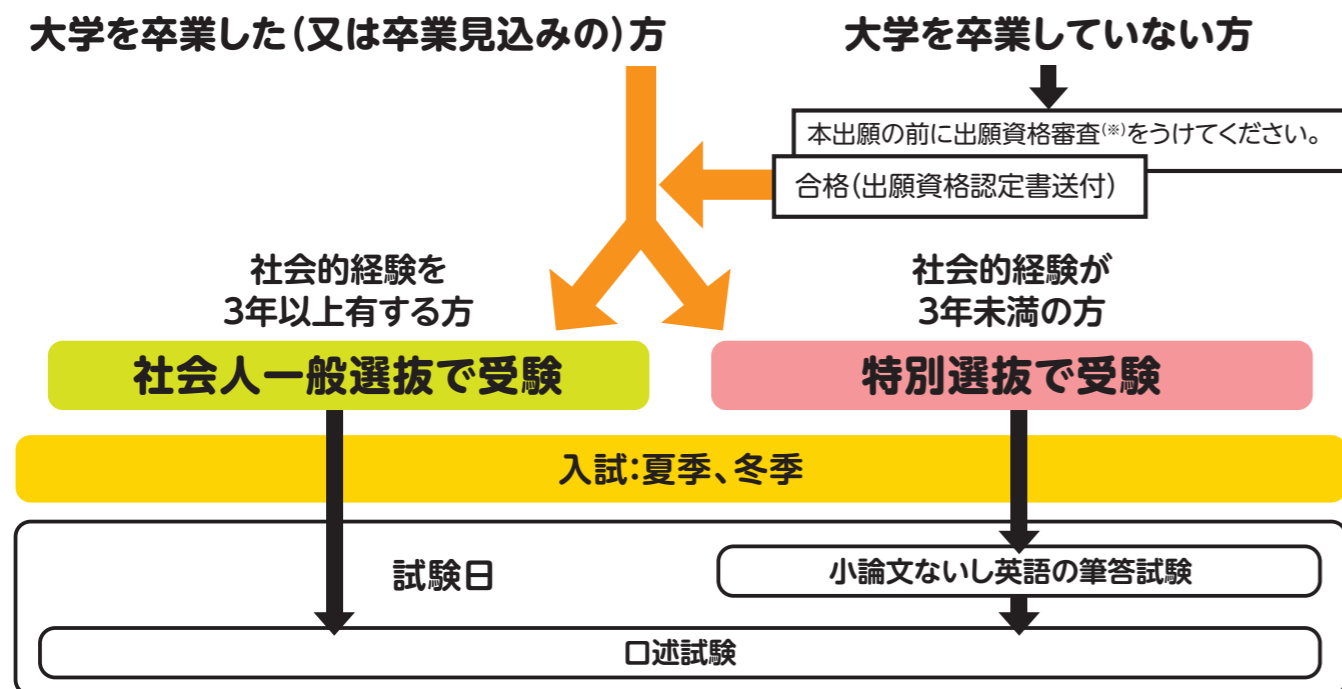 大学を卒業した(又は卒業見込みの)方
大学を卒業していない方
本出願の前に出願資格審査(※)をうけてください。
合格(出願資格認定書送付)
社会的経験を
3年以上有する方
社会的経験が
3年未満の方
社会人一般選抜で受験
特別選抜で受験
入試:夏季、冬季
試験日
小論文ないし英語の筆答試験
口述試験